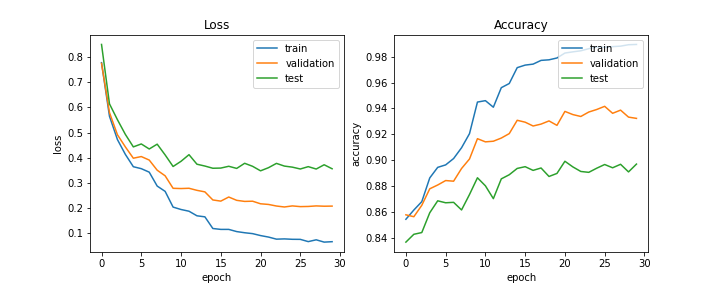 Loss
train
validation
test
loss
0.8
0.7
0.6
0.5
0.4
0.3
0.2
0.1
0 5 10 15 20 25 30
epoch
Accuracy
train
validation
test
accuracy
0.98
0.96
0.94
0.92
0.90
0.88
0.86
0.84
0 5 10 15 20 25 30
epoch